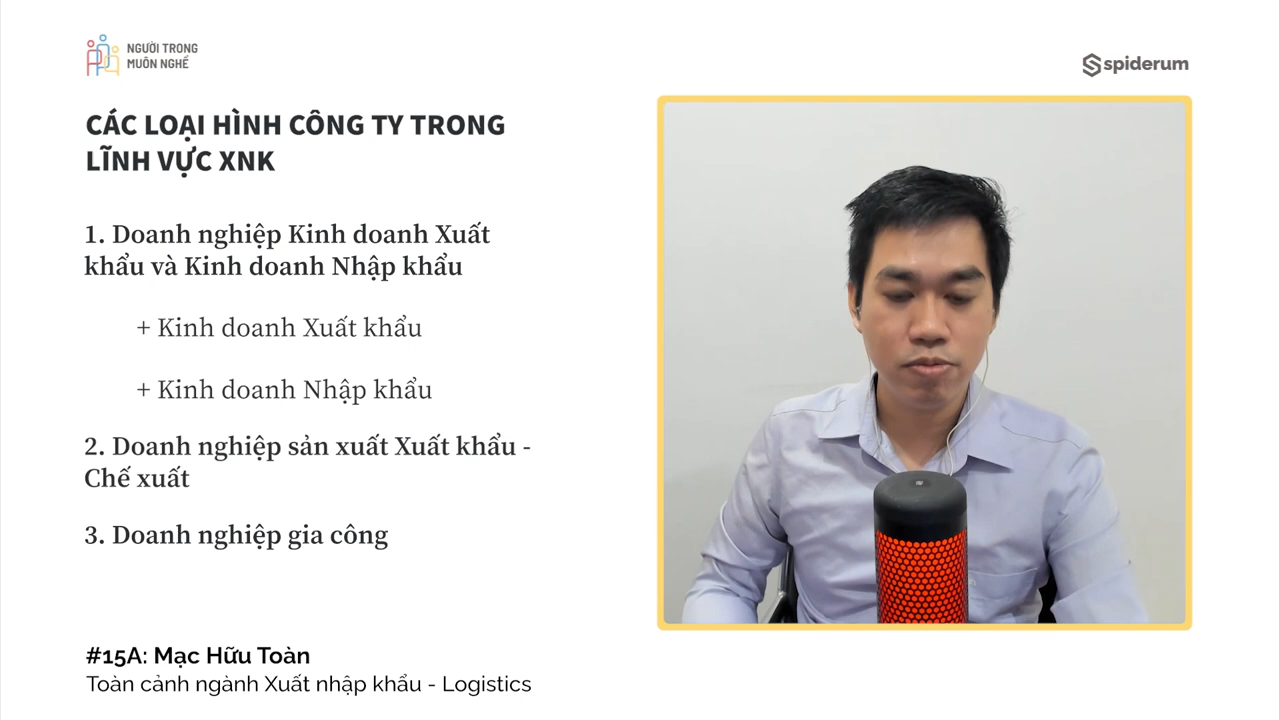 NGƯỜI TRONG
MUÔN NGHỀ
spiderum
CÁC LOẠI HÌNH CÔNG TY TRONG
LĨNH VỰC XNK
1. Doanh nghiệp Kinh doanh Xuất
khẩu và Kinh doanh Nhập khẩu
+ Kinh doanh Xuất khẩu
+ Kinh doanh Nhập khẩu
2. Doanh nghiệp sản xuất Xuất khẩu -
Chế xuất
3. Doanh nghiệp gia công
#15A: Mạc Hữu Toàn
Toàn cảnh ngành Xuất nhập khẩu - Logistics